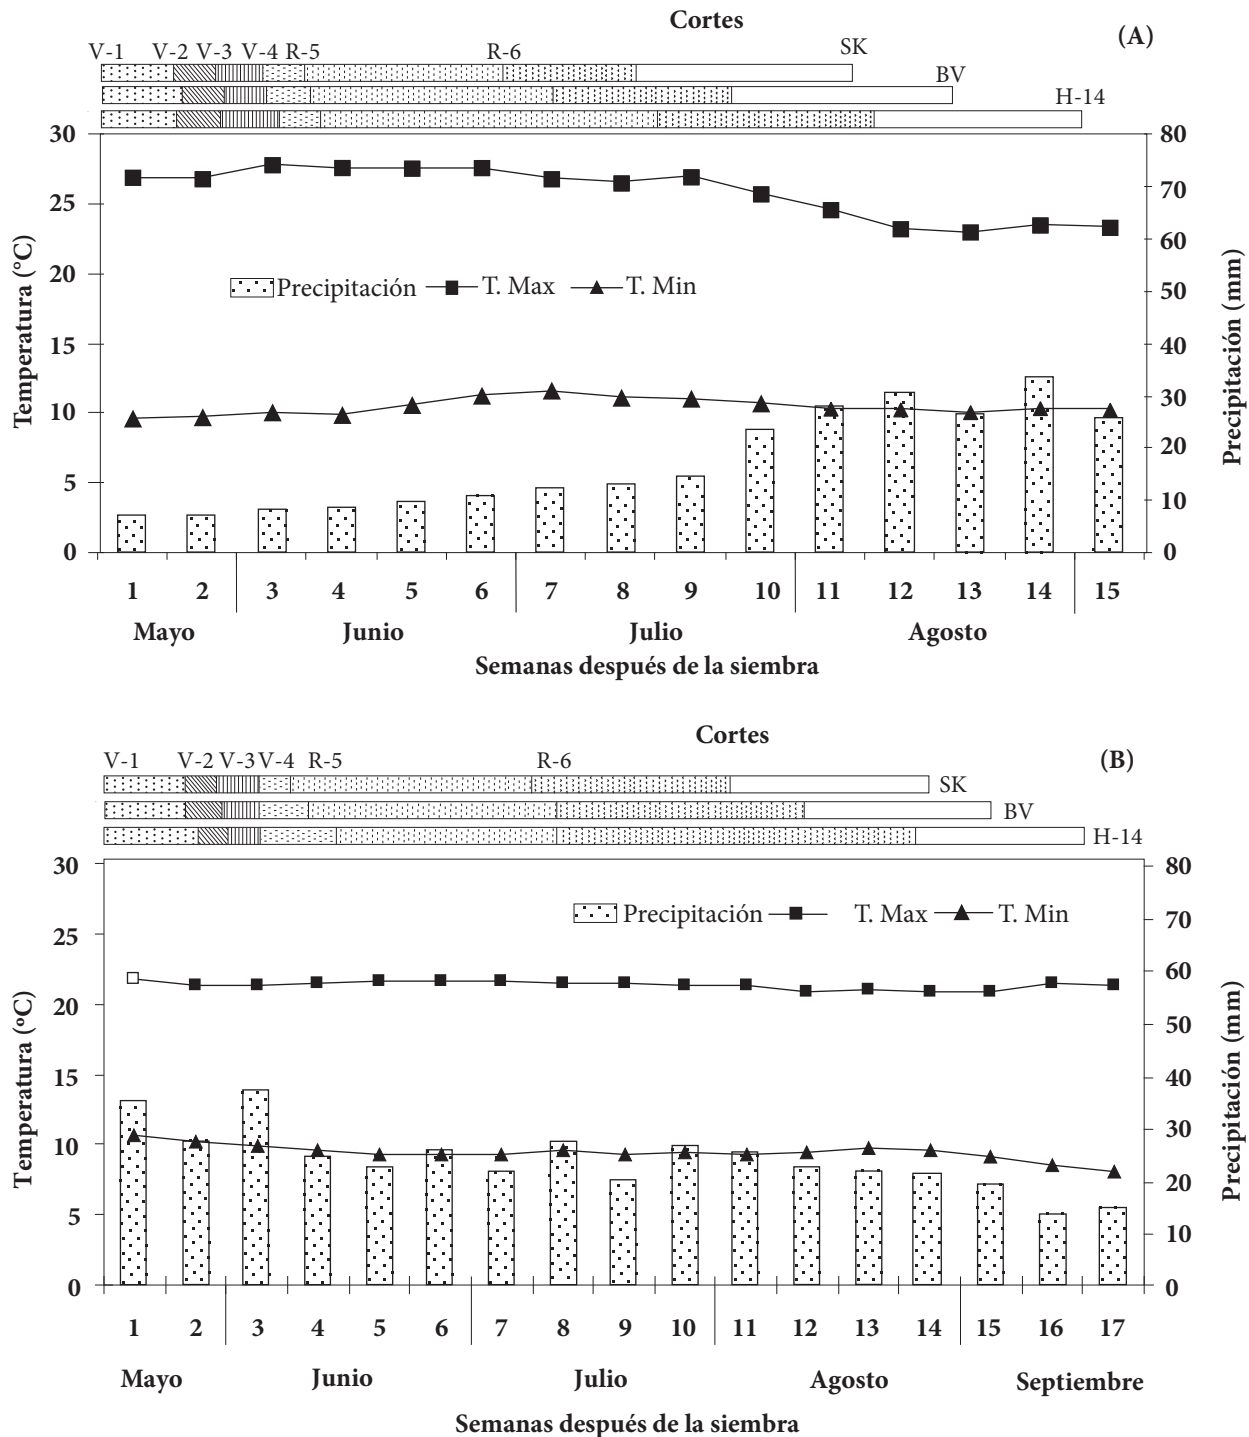 Cortes
(A)
V-1 V-2 V-3 V-4 R-5 R-6 SK
BV
H-14
30 80
25 70
20 60
15 50
10 40
5 30
0 20
10
0
Temperatura (°C)
Precipitación (mm)
Precipitación T. Max T. Min
1 2 3 4 5 6 7 8 9 10 11 12 13 14 15
Mayo Junio Julio Agosto
Semanas después de la siembra
Cortes
(B)
V-1 V-2 V-3 V-4 R-5 R-6
SK
BV
H-14
30 80
25 70
20 60
15 50
10 40
5 30
0 20
10
0
Temperatura (ºC)
Precipitación (mm)
Precipitación T. Max T. Min
1 2 3 4 5 6 7 8 9 10 11 12 13 14 15 16 17
Mayo Junio Julio Agosto Septiembre
Semanas después de la siembra